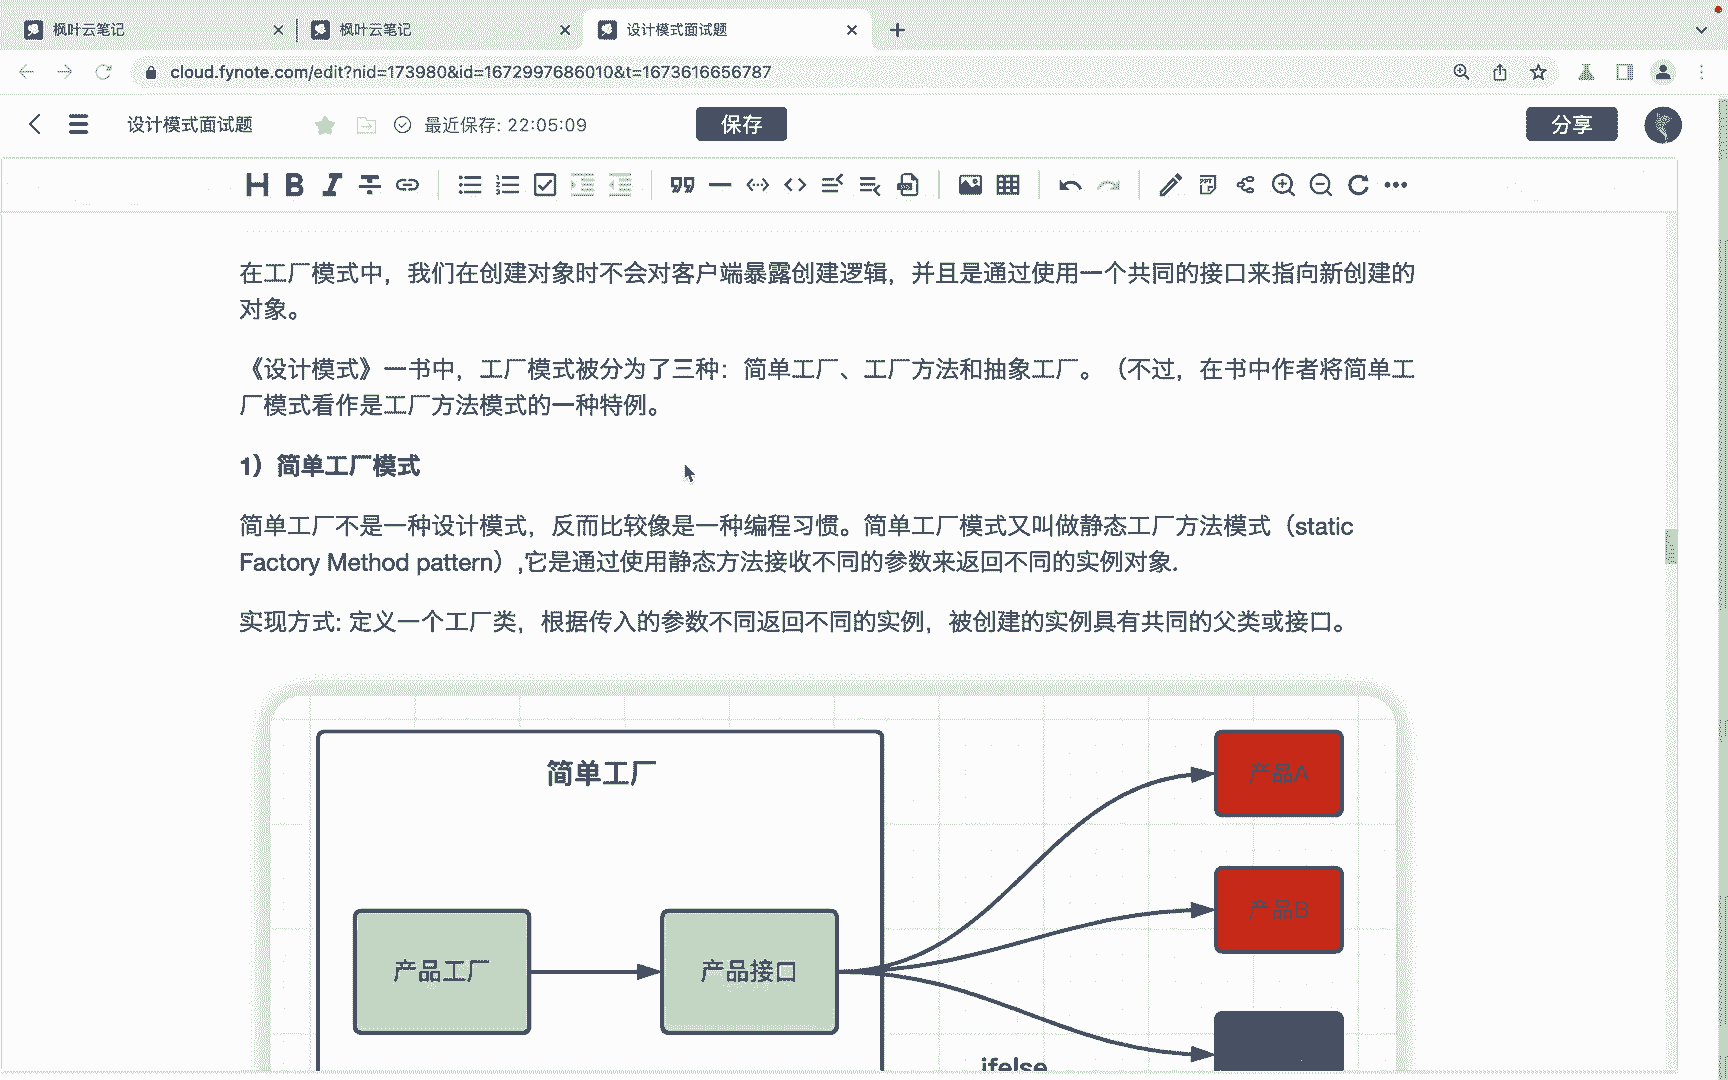 枫叶云笔记
枫叶云笔记
设计模式面试题
cloud.fynote.com/edit?nid=173980&id=1672997686010&t=1673616656787
设计模式面试题
最近保存: 22:05:09
保存
分享
在工厂模式中，我们在创建对象时不会对客户端暴露创建逻辑，并且是通过使用一个共同的接口来指向新创建的
对象。
《设计模式》一书中，工厂模式被分为了三种：简单工厂、工厂方法和抽象工厂。（不过，在书中作者将简单工
厂模式看作是工厂方法模式的一种特例。
1）简单工厂模式
简单工厂不是一种设计模式，反而比较像是一种编程习惯。简单工厂模式又叫做静态工厂方法模式（static
Factory Method pattern）,它是通过使用静态方法接收不同的参数来返回不同的实例对象.
实现方式: 定义一个工厂类，根据传入的参数不同返回不同的实例，被创建的实例具有共同的父类或接口。
简单工厂
产品A
产品B
产品工厂
产品接口
ifelse